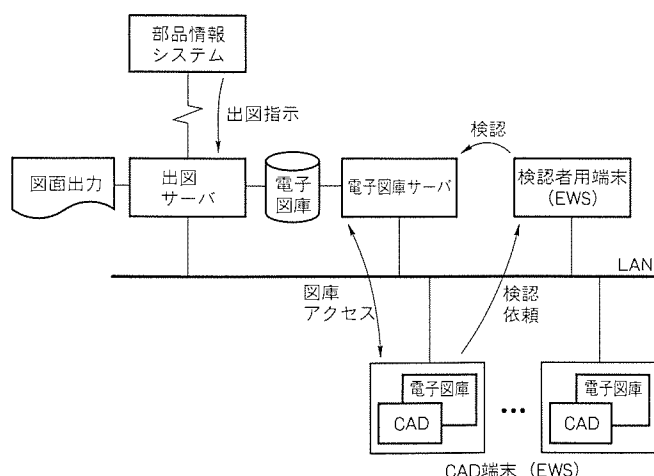 部品情報
システム
出図指示
検認
図面出力
出図
サーバ
電子
図庫
電子図庫サーバ
検認者用端末
(EWS)
LAN
図庫
アクセス
検認
依頼
電子図庫
CAD
•••
電子図庫
CAD
CAD端末 (EWS)